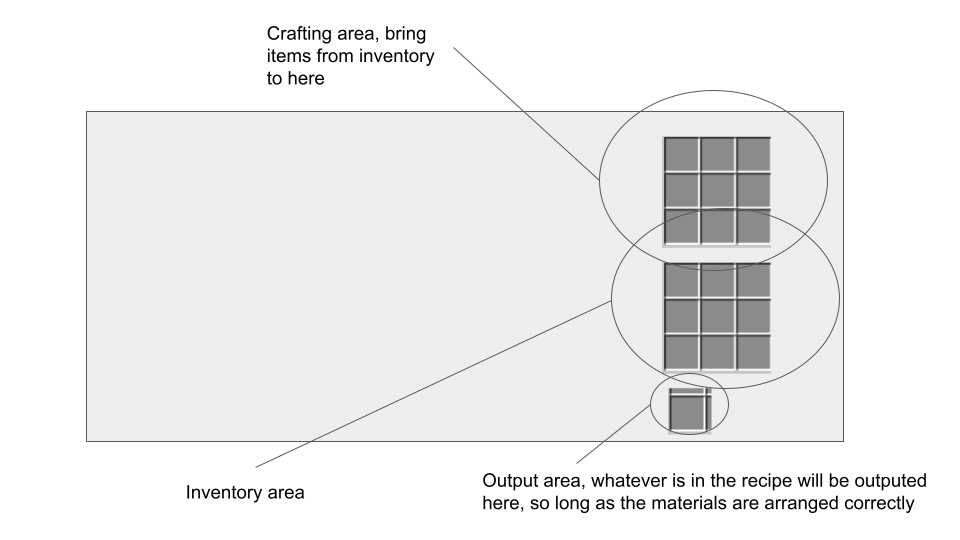 Crafting area, bring
items from inventory
to here
Inventory area
Output area, whatever is in the recipe will be outputed
here, so long as the materials are arranged correctly